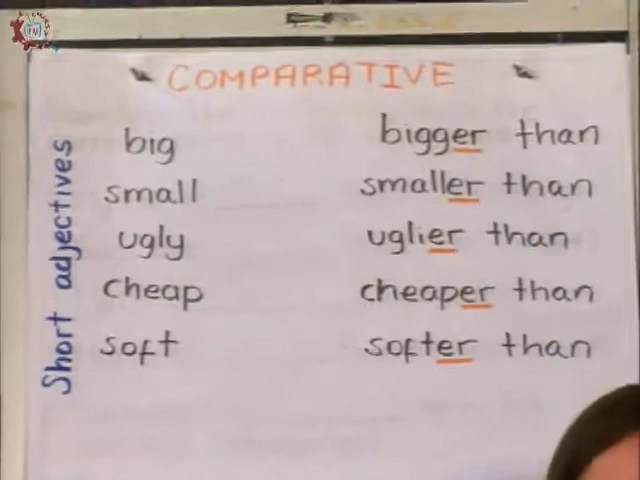 COMPARATIVE
Short adjectives
big bigger than
small smaller than
ugly uglier than
cheap cheaper than
soft softer than